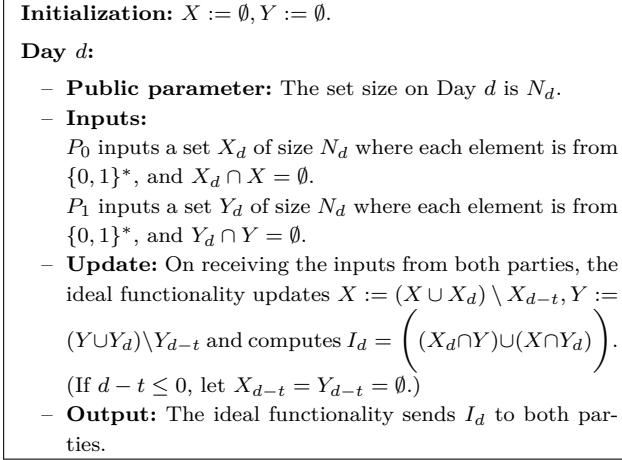 Initialization: X := ∅, Y := ∅.
Day d:
– Public parameter: The set size on Day d is N_d.
– Inputs:
P_0 inputs a set X_d of size N_d where each element is from
{0, 1}^*, and X_d ∩ X = ∅.
P_1 inputs a set Y_d of size N_d where each element is from
{0, 1}^*, and Y_d ∩ Y = ∅.
– Update: On receiving the inputs from both parties, the
ideal functionality updates X := (X ∪ X_d) \ X_{d−t}, Y :=
(Y∪Y_d)\Y_{d−t} and computes I_d = ((X_d∩Y)∪(X∩Y_d)).
(If d − t ≤ 0, let X_{d−t} = Y_{d−t} = ∅.)
– Output: The ideal functionality sends I_d to both par-
ties.